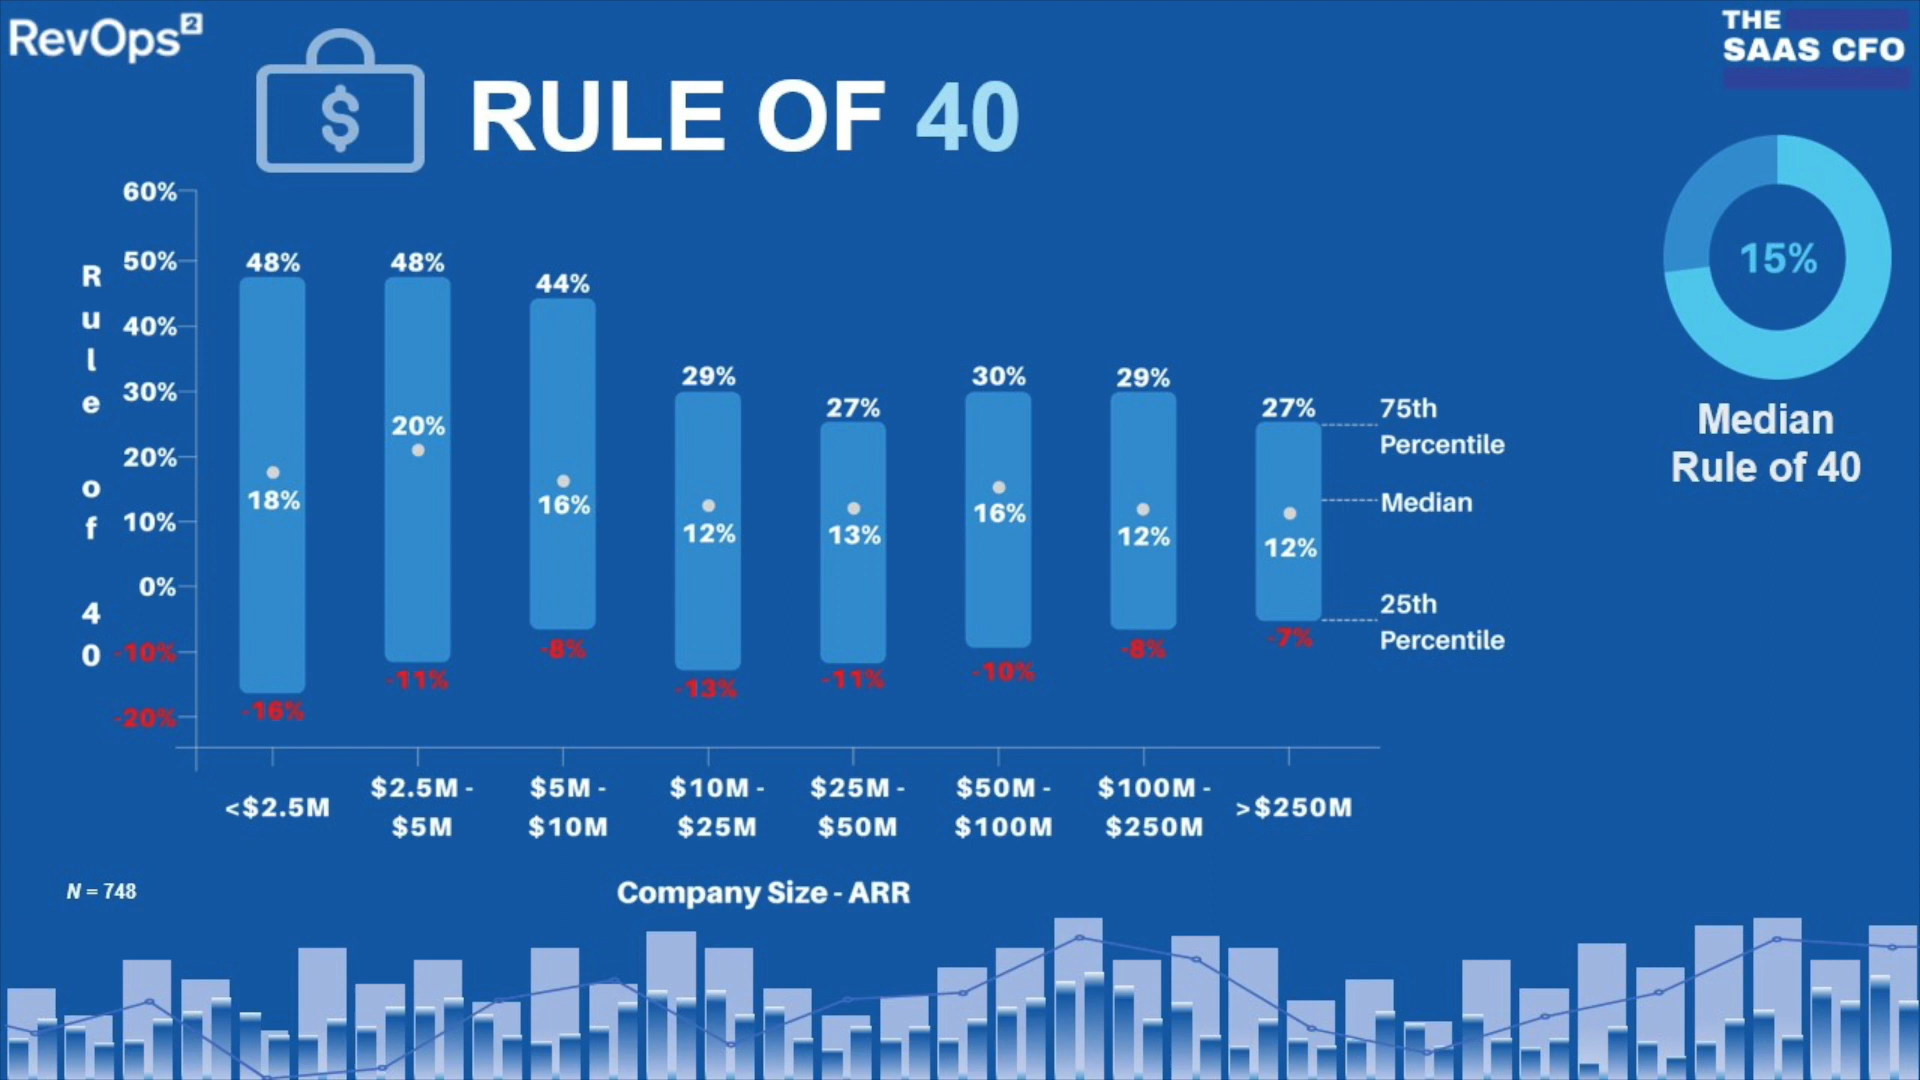 RevOps²
THE
SAAS CFO
$
RULE OF 40
60%
50%
40%
30%
20%
10%
0%
-10%
-20%
Rule of 40
48%
18%
-16%
48%
20%
-11%
44%
16%
-8%
29%
12%
-13%
27%
13%
-11%
30%
16%
-10%
29%
12%
-8%
27%
12%
-7%
75th
Percentile
Median
25th
Percentile
15%
Median
Rule of 40
<$2.5M
$2.5M -
$5M
$5M -
$10M
$10M -
$25M
$25M -
$50M
$50M -
$100M
$100M -
$250M
>$250M
N = 748
Company Size - ARR